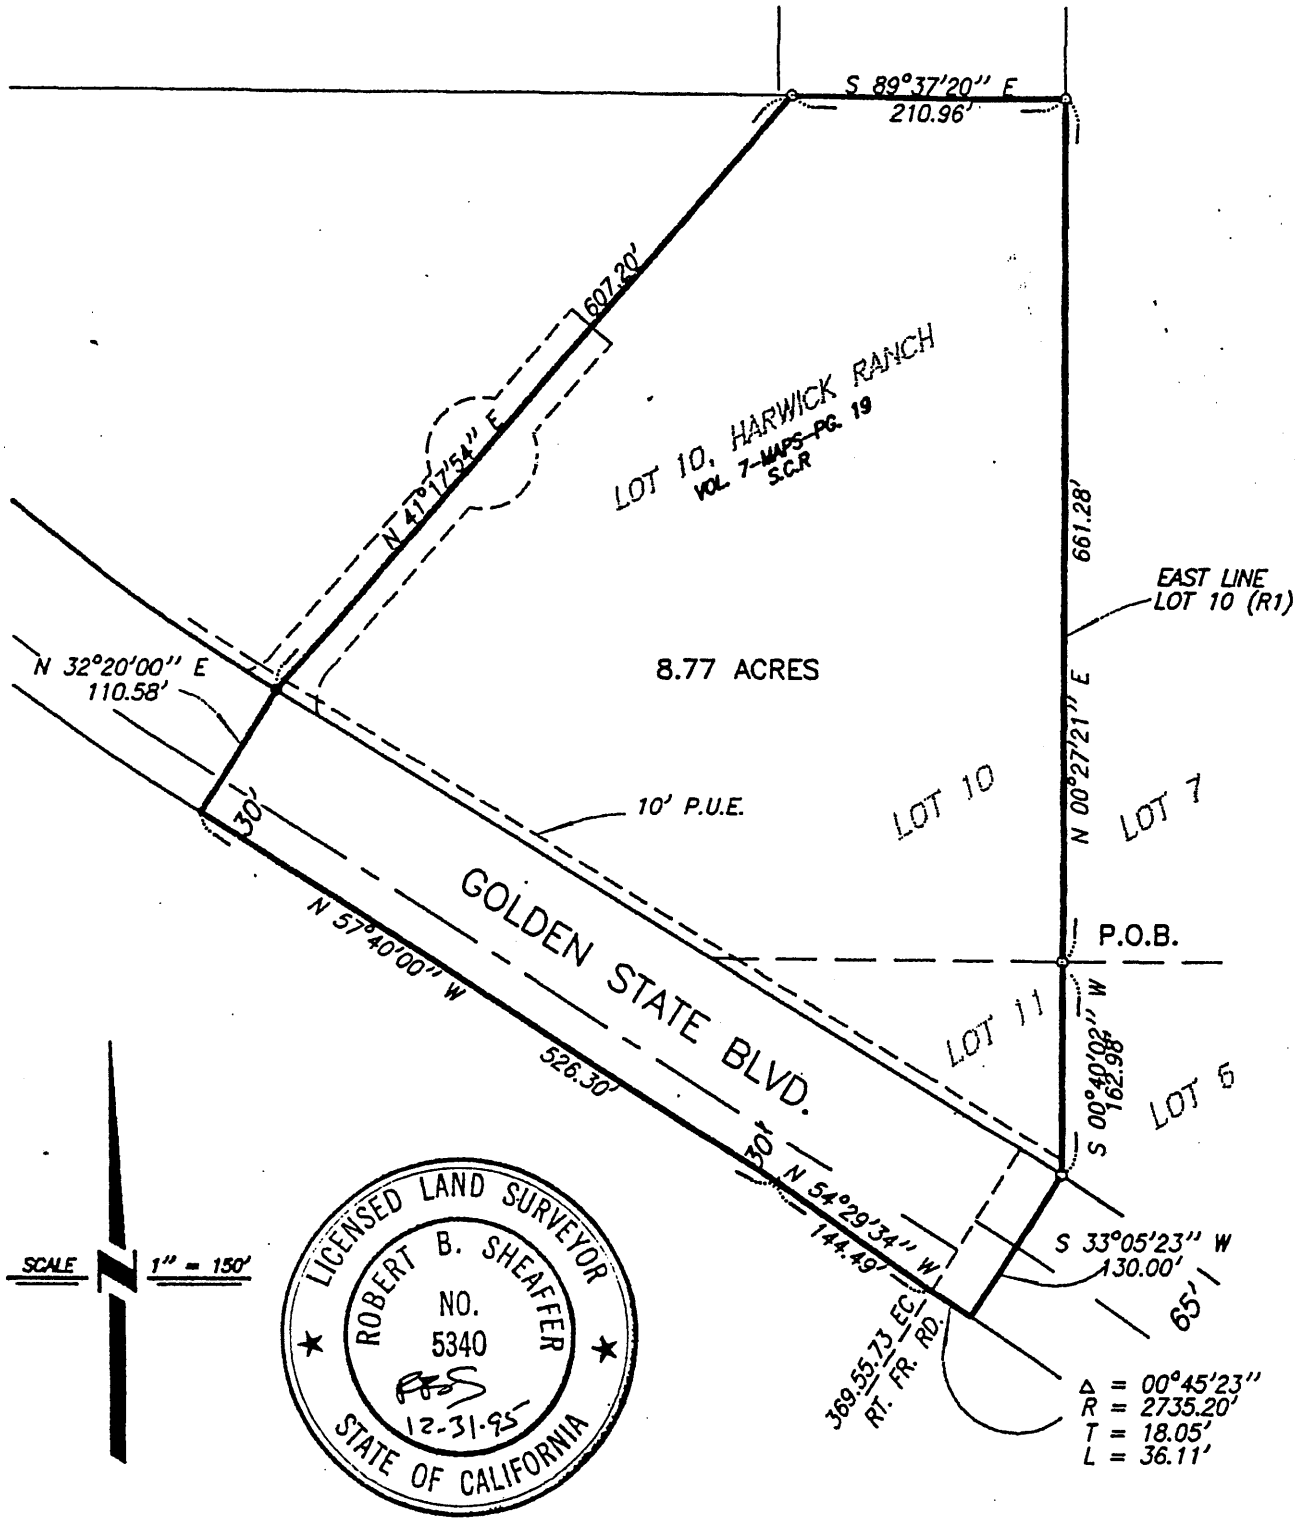 S 89°37'20" E
210.96'
607.20'
N 41°17'54" E
LOT 10, HARWICK RANCH
VOL. 7-MAPS-PG. 19
S.C.R
661.28'
EAST LINE
LOT 10 (R1)
N 32°20'00" E
110.58'
8.77 ACRES
N 00°27'21" E
10' P.U.E.
LOT 10
LOT 7
30'
GOLDEN STATE BLVD.
N 57°40'00" W
526.30'
P.O.B.
LOT 11
S 00°40'02" W
162.98'
LOT 6
30'
N 54°29'34" W
144.49'
S 33°05'23" W
130.00'
65'
369.55.73 EC
RT. FR. RD.
Δ = 00°45'23"
R = 2735.20'
T = 18.05'
L = 36.11'
SCALE N 1" = 150'
LICENSED LAND SURVEYOR
ROBERT B. SHEAFFER
NO.
5340
12-31-95
STATE OF CALIFORNIA